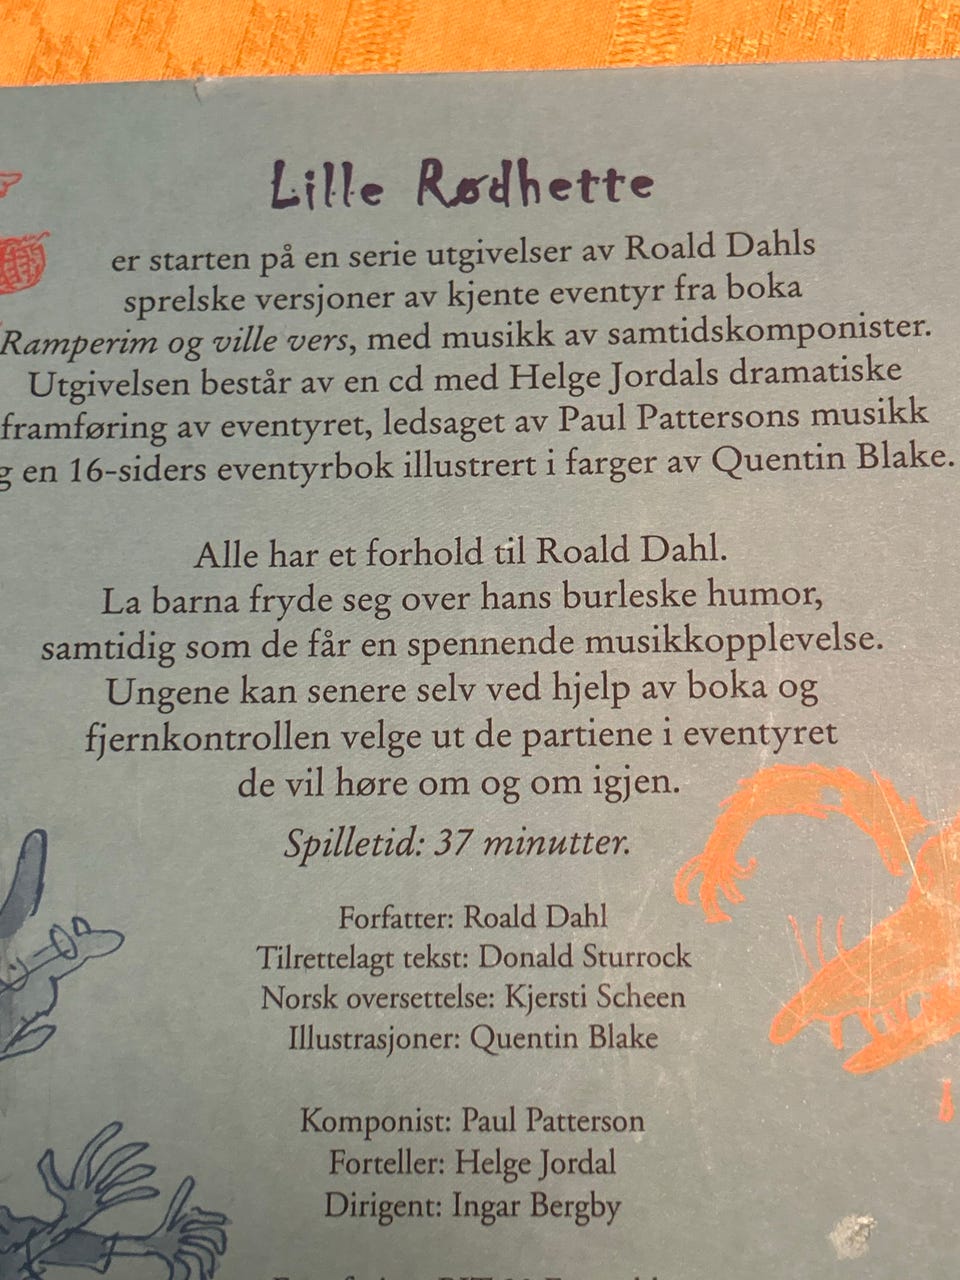 Lille Rødhette
er starten på en serie utgivelser av Roald Dahls
sprelske versjoner av kjente eventyr fra boka
Ramperim og ville vers, med musikk av samtidskomponister.
Utgivelsen består av en cd med Helge Jordals dramatiske
framføring av eventyret, ledsaget av Paul Pattersons musikk
en 16-siders eventyrbok illustrert i farger av Quentin Blake.
Alle har et forhold til Roald Dahl.
La barna fryde seg over hans burleske humor,
samtidig som de får en spennende musikkopplevelse.
Ungene kan senere selv ved hjelp av boka og
fjernkontrollen velge ut de partiene i eventyret
de vil høre om og om igjen.
Spilletid: 37 minutter.
Forfatter: Roald Dahl
Tilrettelagt tekst: Donald Sturrock
Norsk oversettelse: Kjersti Scheen
Illustrasjoner: Quentin Blake
Komponist: Paul Patterson
Forteller: Helge Jordal
Dirigent: Ingar Bergby